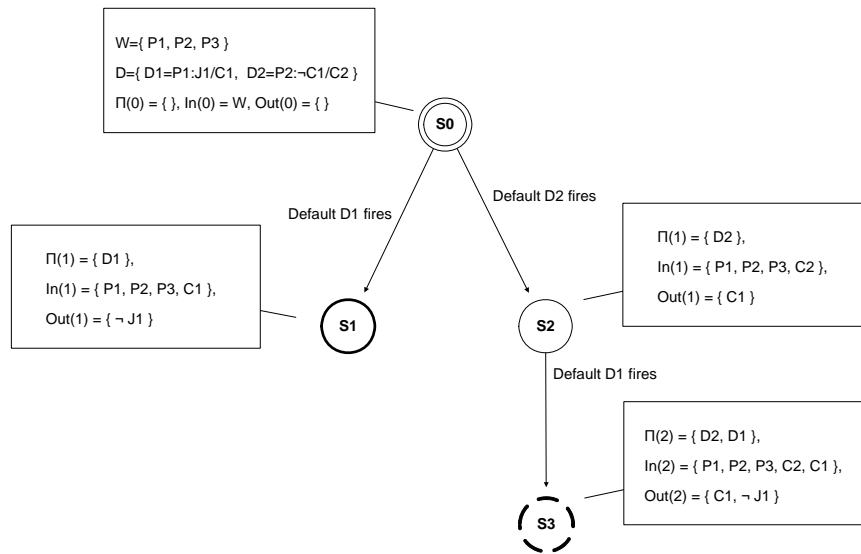 W={ P1, P2, P3 }
D={ D1=P1:J1/C1, D2=P2:¬C1/C2 }
Π(0) = { }, In(0) = W, Out(0) = { }
S0
Default D1 fires
Default D2 fires
Π(1) = { D1 },
In(1) = { P1, P2, P3, C1 },
Out(1) = { ¬ J1 }
S1
S2
Π(1) = { D2 },
In(1) = { P1, P2, P3, C2 },
Out(1) = { C1 }
Default D1 fires
Π(2) = { D2, D1 },
In(2) = { P1, P2, P3, C2, C1 },
Out(2) = { C1, ¬ J1 }
S3